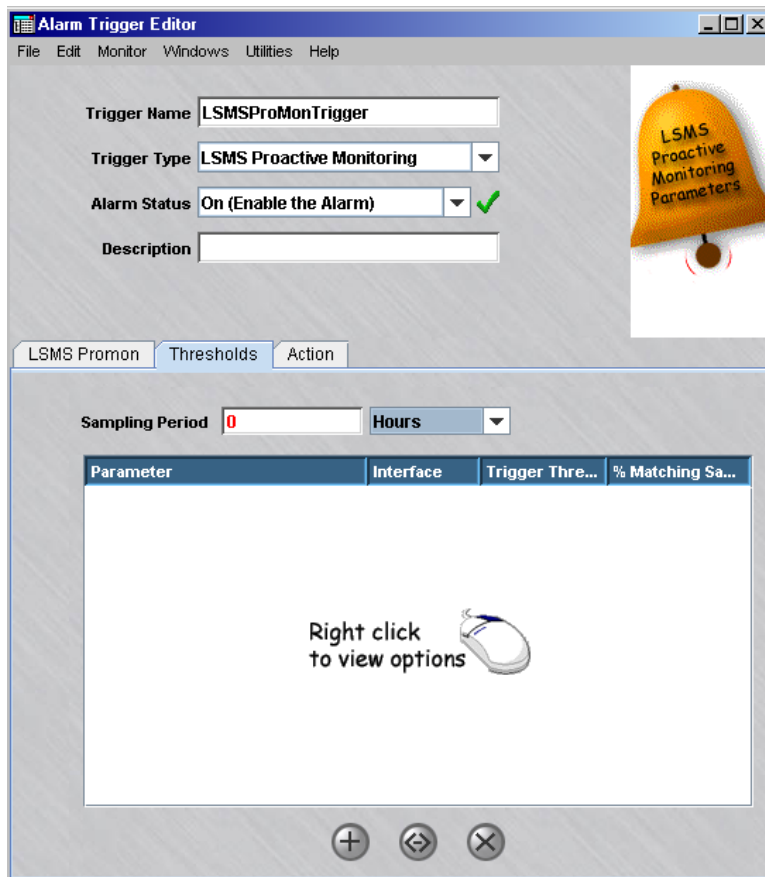 Alarm Trigger Editor
File Edit Monitor Windows Utilities Help
Trigger Name LSMSProMonTrigger
Trigger Type LSMS Proactive Monitoring
Alarm Status On (Enable the Alarm)
Description
LSMS
Proactive
Monitoring
Parameters
LSMS Promon Thresholds Action
Sampling Period 0 Hours
Parameter Interface Trigger Thre... % Matching Sa...
Right click
to view options